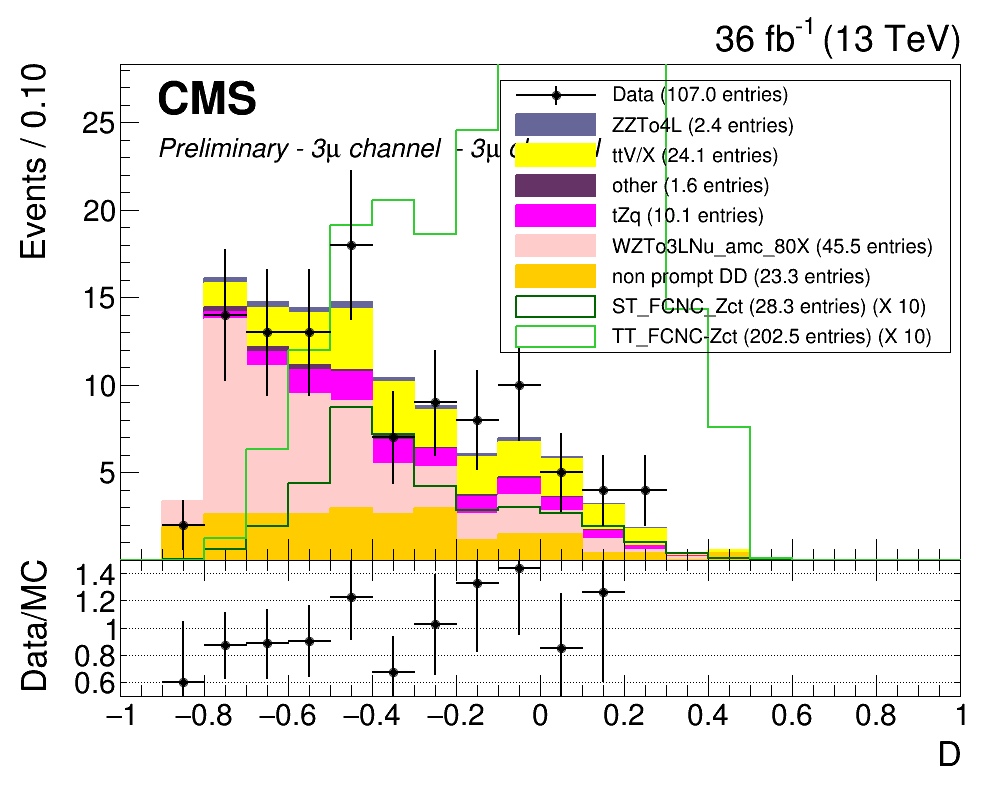 36 fb-1 (13 TeV)
CMS
Preliminary - 3μ channel - 3μ c l
Events / 0.10
25
20
15
10
5
Data (107.0 entries)
ZZTo4L (2.4 entries)
ttV/X (24.1 entries)
other (1.6 entries)
tZq (10.1 entries)
WZTo3LNu_amc_80X (45.5 entries)
non prompt DD (23.3 entries)
ST_FCNC_Zct (28.3 entries) (X 10)
TT_FCNC-Zct (202.5 entries) (X 10)
Data/MC
1.4
1.2
1
0.8
0.6
−1 −0.8 −0.6 −0.4 −0.2 0 0.2 0.4 0.6 0.8 1
D